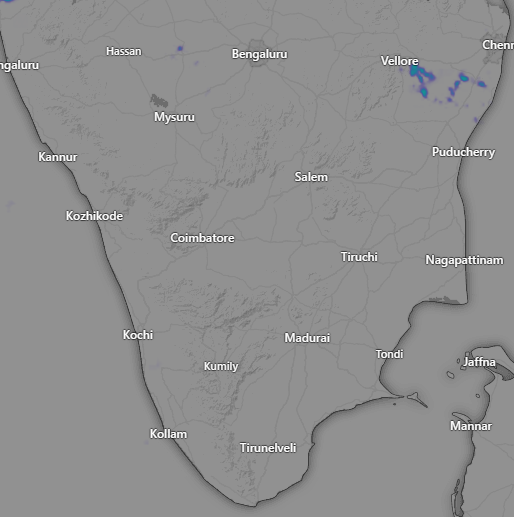 Hassan
Bengaluru
Chenn
ngaluru
Vellore
Mysuru
Kannur
Puducherry
Salem
Kozhikode
Coimbatore
Tiruchi
Nagapattinam
Kochi
Madurai
Tondi
Jaffna
Kumily
Mannar
Kollam
Tirunelveli